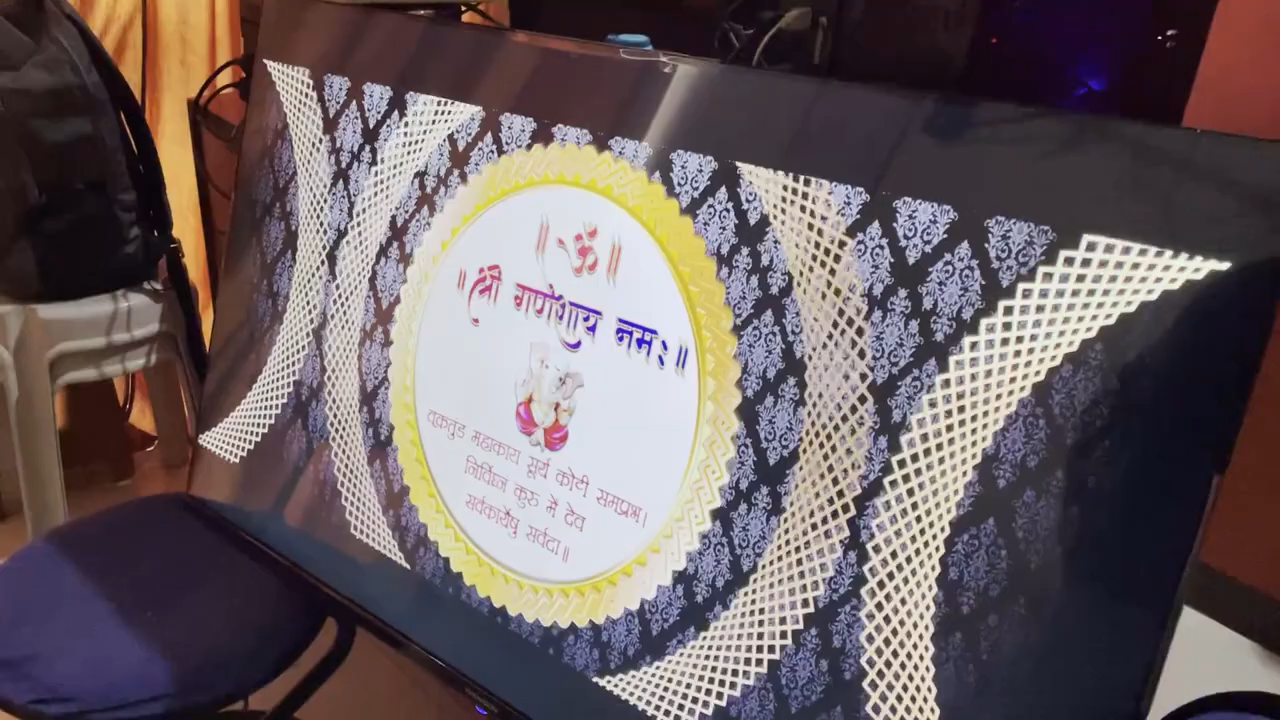 ॥ ॐ ॥
॥ श्री गणेशाय नमः ॥
वक्रतुंड महाकाय सूर्य कोटी समप्रभ।
निर्विघ्न कुरु में देव
सर्वकार्येषु सर्वदा॥